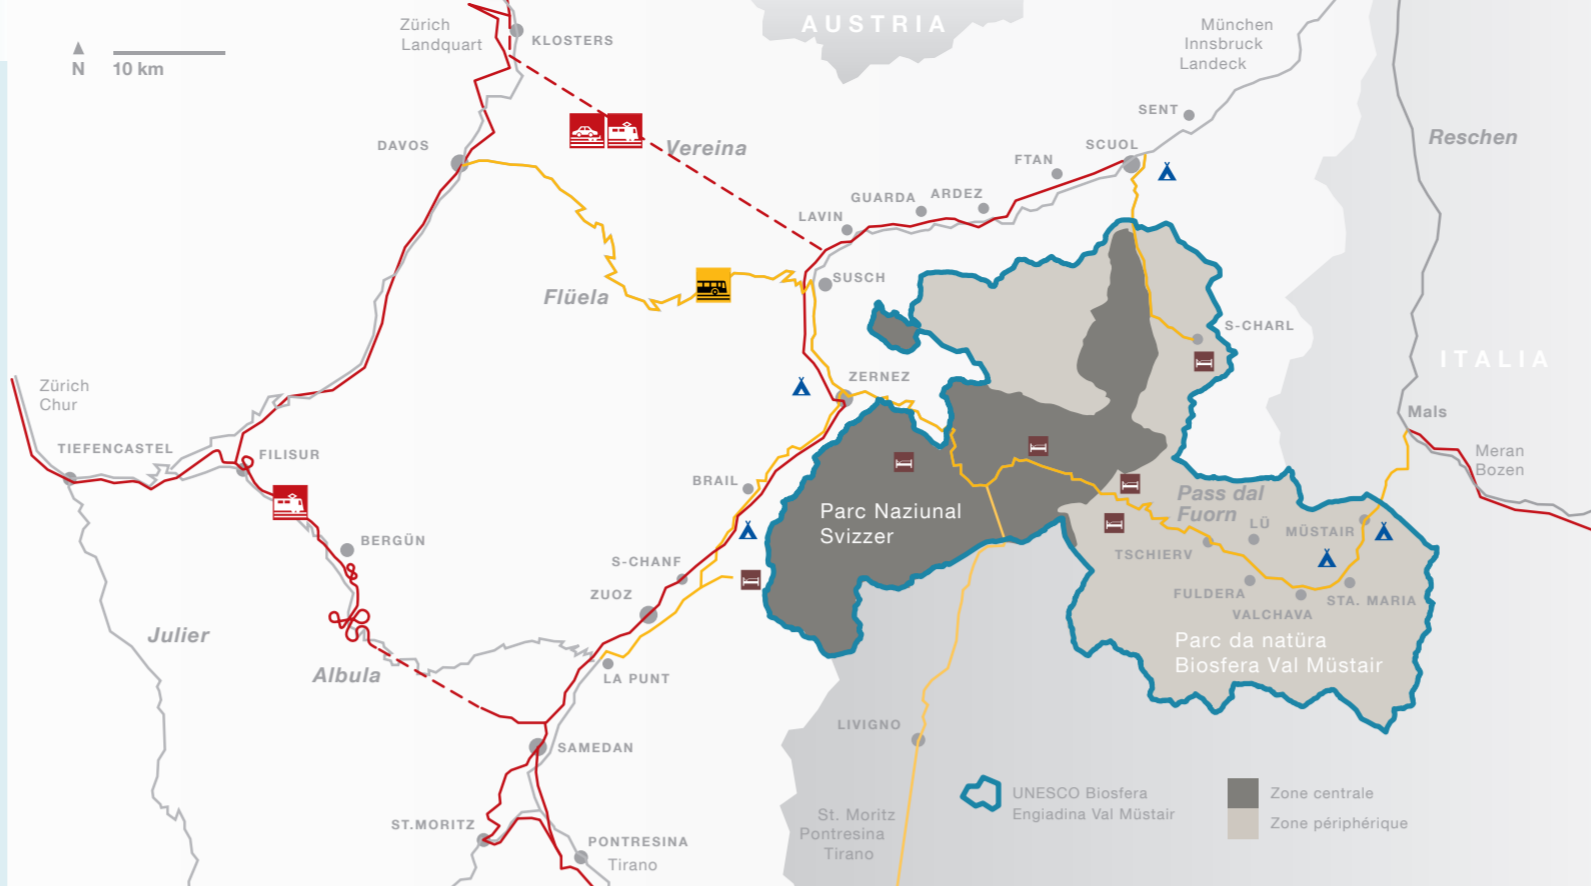 Zürich
Landquart
KLOSTERS
AUSTRIA
München
Innsbruck
Landeck
N
10 km
SENT
Reschen
DAVOS
Vereina
SCUOL
FTAN
GUARDA
ARDEZ
LAVIN
SUSCH
Flüela
S-CHARL
ITALIA
Zürich
Chur
ZERNEZ
Mals
TIEFENCASTEL
FILISUR
Meran
Bozen
BRAIL
Parc Naziunal
Svizzer
Pass dal
Fuorn
LÜ
MÜSTAIR
BERGÜN
TSCHIERV
S-CHANF
ZUOZ
FULDERA
VALCHAVA
STA. MARIA
Julier
Albula
LA PUNT
Parc da natüra
Biosfera Val Müstair
LIVIGNO
SAMEDAN
UNESCO Biosfera
Engiadina Val Müstair
Zone centrale
Zone périphérique
ST.MORITZ
St. Moritz
Pontresina
Tirano
PONTRESINA
Tirano